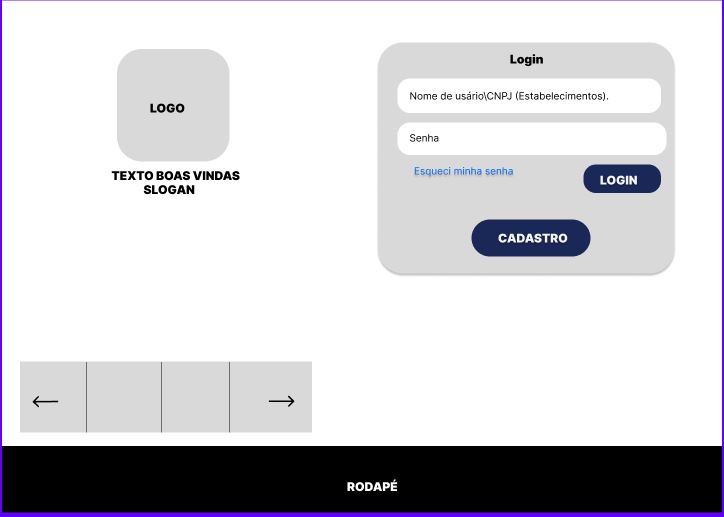 LOGO
TEXTO BOAS VINDAS
SLOGAN
Login
Nome de usário\CNPJ (Estabelecimentos).
Senha
Esqueci minha senha
LOGIN
CADASTRO
RODAPÉ